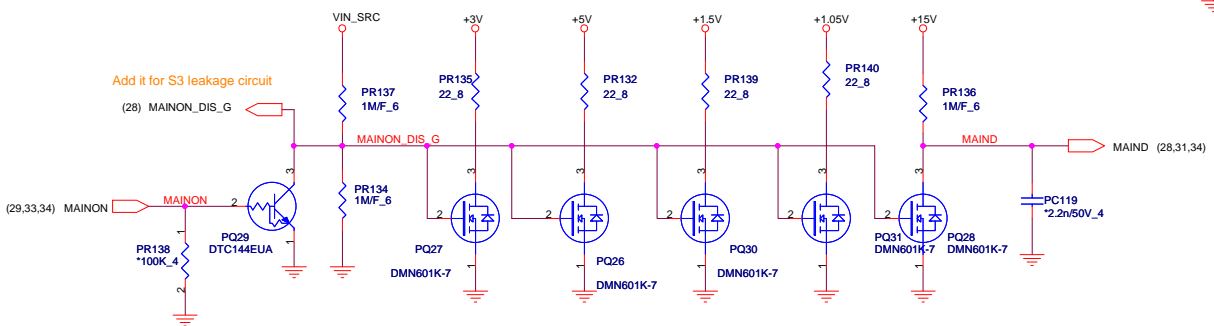 VIN_SRC
+3V
+5V
+1.5V
+1.05V
+15V
Add it for S3 leakage circuit
PR137
1M/F_6
PR135
22_8
PR132
22_8
PR139
22_8
PR140
22_8
PR136
1M/F_6
(28) MAINON_DIS_G
MAINON_DIS_G
MAIND
MAIND (28,31,34)
3
3
3
3
3
3
(29,33,34) MAINON
MAINON
2
PR134
1M/F_6
2
2
2
2
2
PC119
*2.2n/50V_4
1
PR138
*100K_4
2
PQ29
DTC144EUA
1
PQ27
DMN601K-7
1
PQ26
DMN601K-7
1
PQ30
DMN601K-7
1
PQ31
DMN601K-7
1
PQ28
DMN601K-7
1